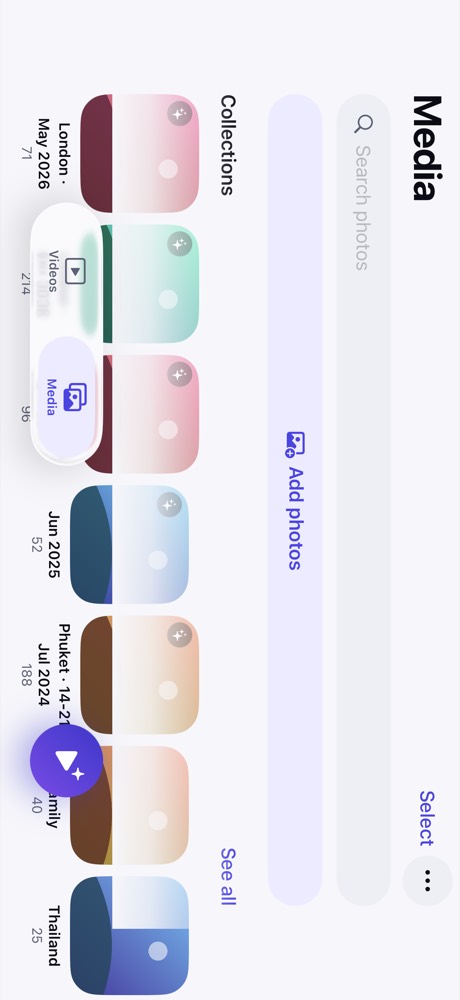 Media
Select
Search photos
Add photos
Collections
See all
London ·
May 2026
71
214
96
Jun 2025
52
Phuket · 14-21
Jul 2024
188
amily
40
Thailand
25
Videos
Media